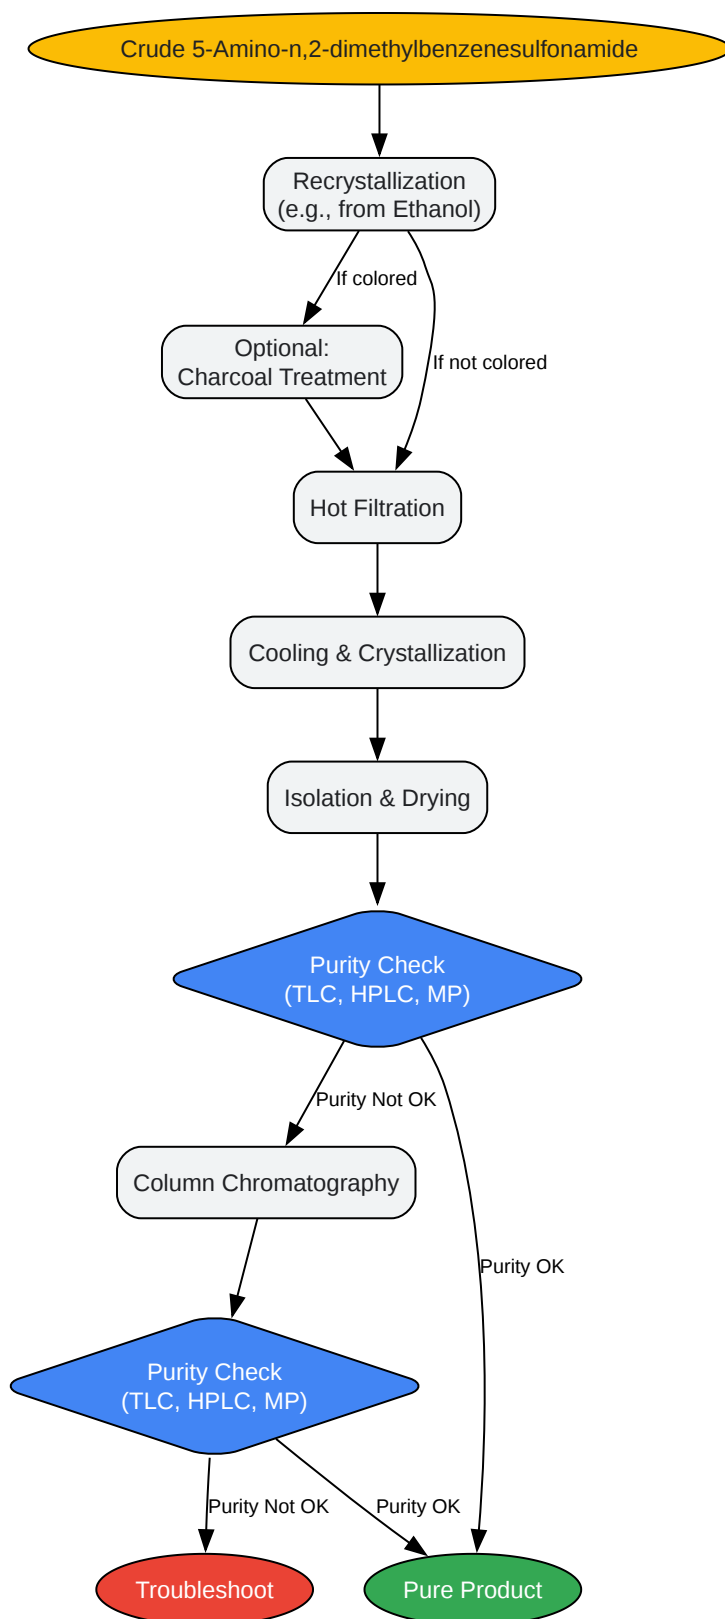 Crude 5-Amino-n,2-dimethylbenzenesulfonamide
Recrystallization
(e.g., from Ethanol)
If colored
Optional:
Charcoal Treatment
If not colored
Hot Filtration
Cooling & Crystallization
Isolation & Drying
Purity Check
(TLC, HPLC, MP)
Purity Not OK
Column Chromatography
Purity OK
Purity Check
(TLC, HPLC, MP)
Purity Not OK
Purity OK
Troubleshoot
Pure Product